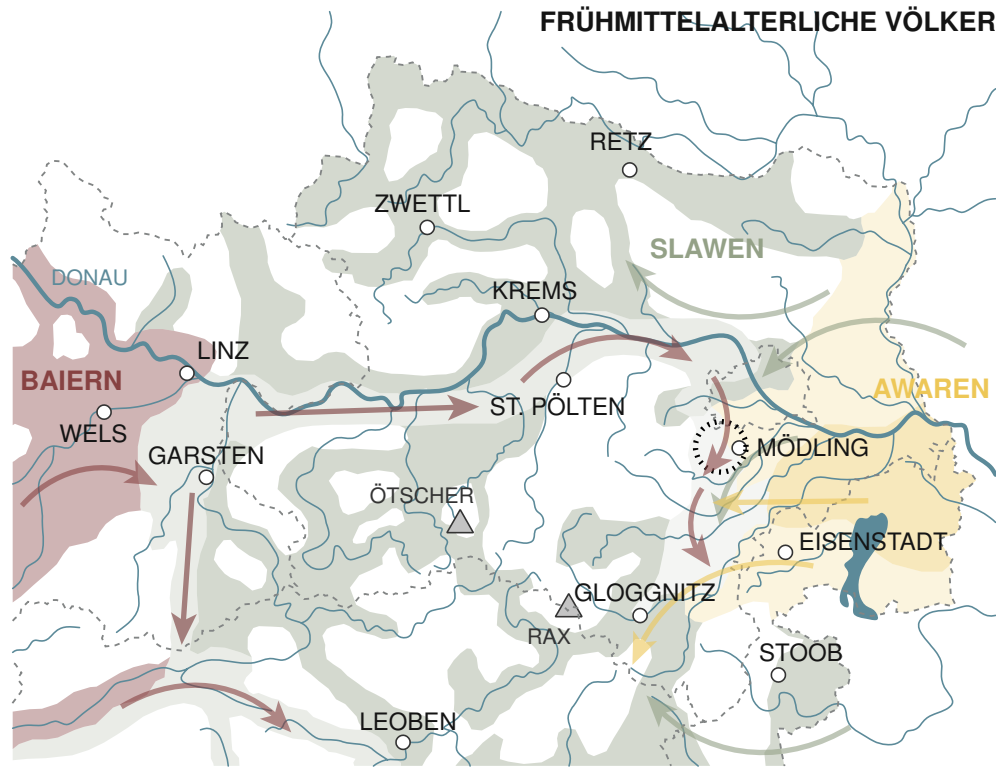 FRÜHMITTELALTERLICHE VÖLKER
RETZ
ZWETTL
SLAWEN
DONAU
KREMS
LINZ
BAIERN
AWAREN
ST. PÖLTEN
WELS
GARSTEN
MÖDLING
ÖTSCHER
EISENSTADT
GLOGGNITZ
RAX
STOOB
LEOBEN